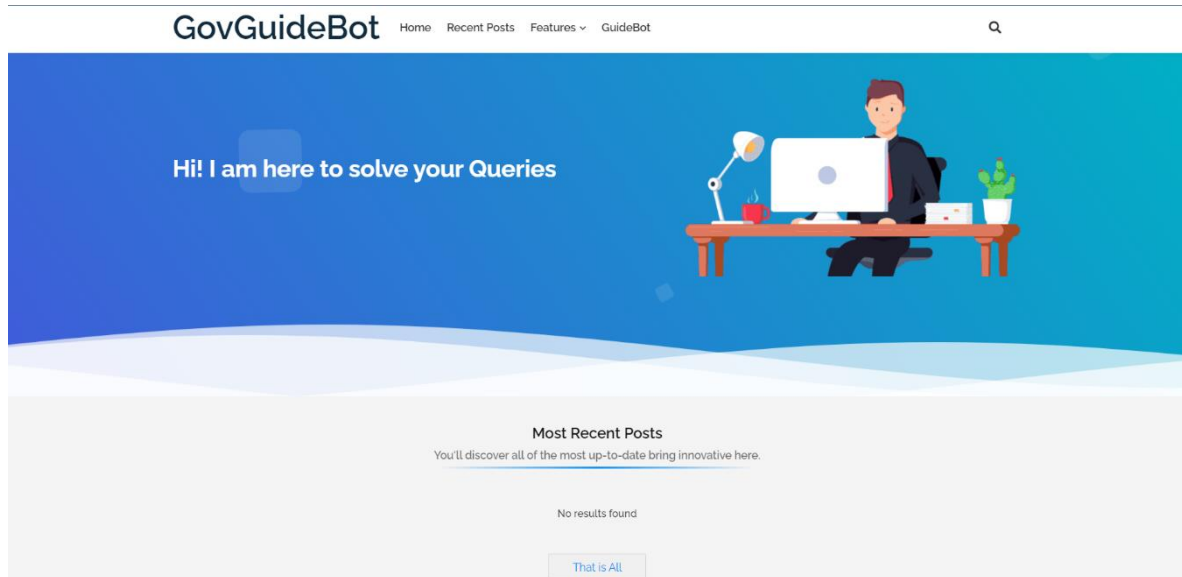 GovGuideBot Home Recent Posts Features GuideBot
Hi! I am here to solve your Queries
Most Recent Posts
You'll discover all of the most up-to-date bring innovative here.
No results found
That is All